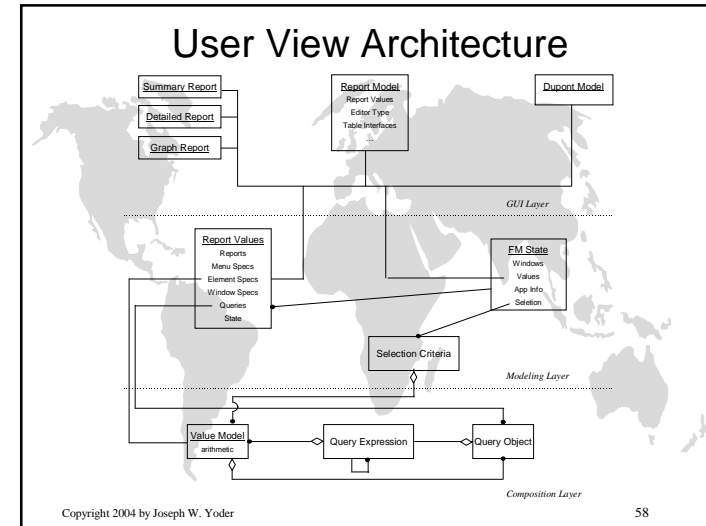 User View Architecture
Summary Report
Detailed Report
Graph Report
Report Model
Report Values
Editor Type
Table Interfaces
...
Dupont Model
GUI Layer
Report Values
Reports
Menu Specs
Element Specs
Window Specs
Queries
State
FM State
Windows
Values
App Info
Seletion
Selection Criteria
Modeling Layer
Value Model
arithmetic
Query Expression
Query Object
Composition Layer
Copyright 2004 by Joseph W. Yoder
58